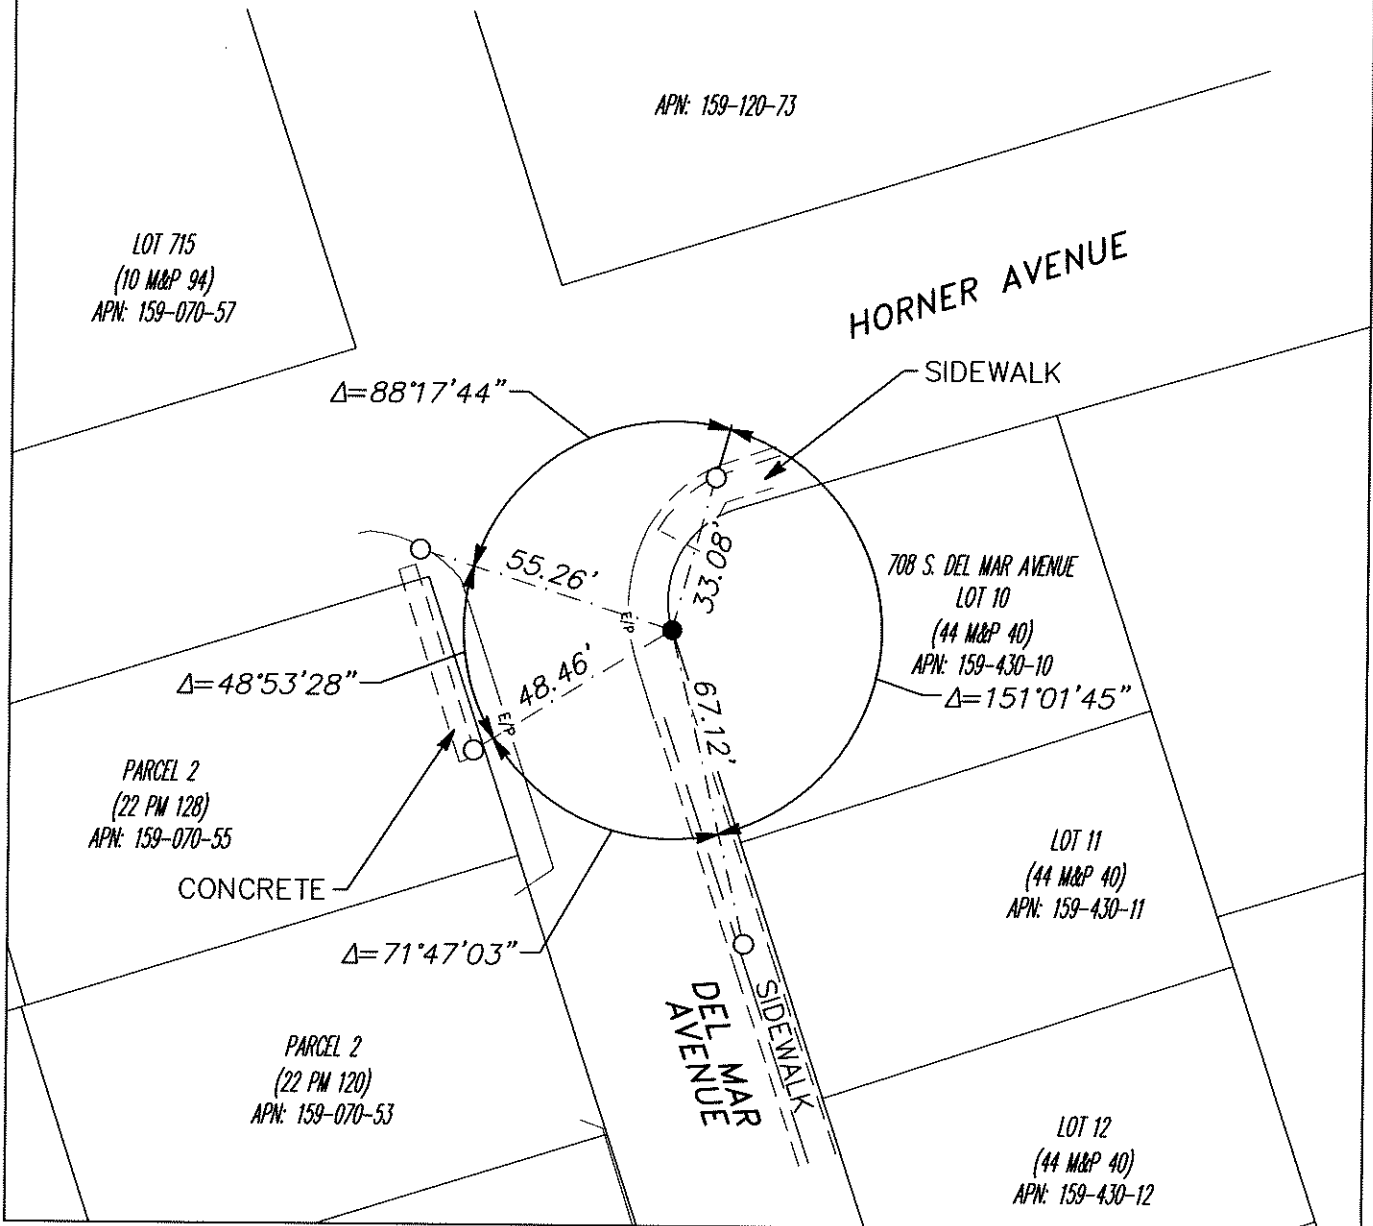 APN: 159-120-73
LOT 715
(10 M&P 94)
APN: 159-070-57
HORNER AVENUE
SIDEWALK
Δ=88°17'44"
55.26'
33.08'
E/P
708 S. DEL MAR AVENUE
LOT 10
(44 M&P 40)
APN: 159-430-10
Δ=151°01'45"
Δ=48°53'28"
48.46'
67.12'
E/P
PARCEL 2
(22 PM 128)
APN: 159-070-55
CONCRETE
LOT 11
(44 M&P 40)
APN: 159-430-11
Δ=71°47'03"
DEL MAR
AVENUE
SIDEWALK
PARCEL 2
(22 PM 120)
APN: 159-070-53
LOT 12
(44 M&P 40)
APN: 159-430-12